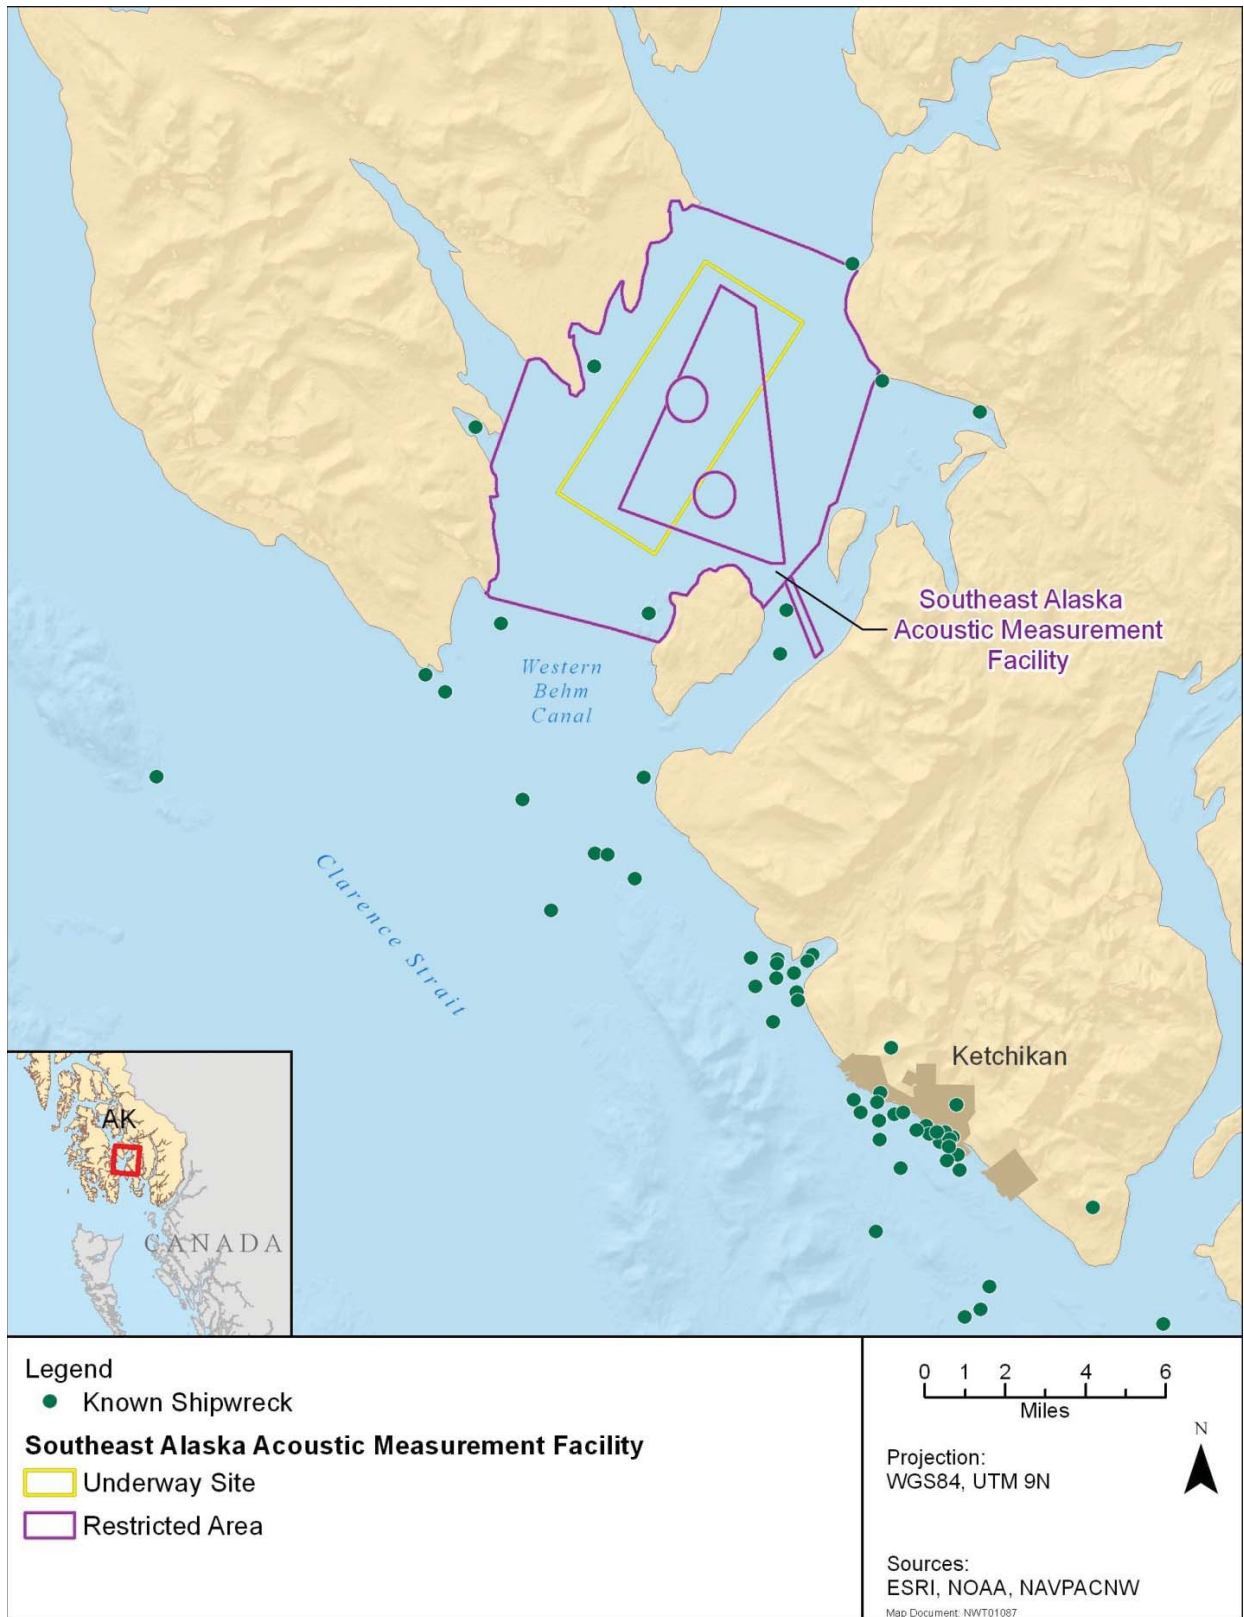 Southeast Alaska
Acoustic Measurement
Facility
Western
Behm
Canal
Clarence Strait
Ketchikan
AK
CANADA
Legend
Known Shipwreck
Southeast Alaska Acoustic Measurement Facility
Underway Site
Restricted Area
0 1 2 4 6
Miles
N
Projection:
WGS84, UTM 9N
Sources:
ESRI, NOAA, NAVPACNW
Map Document: NWT01087